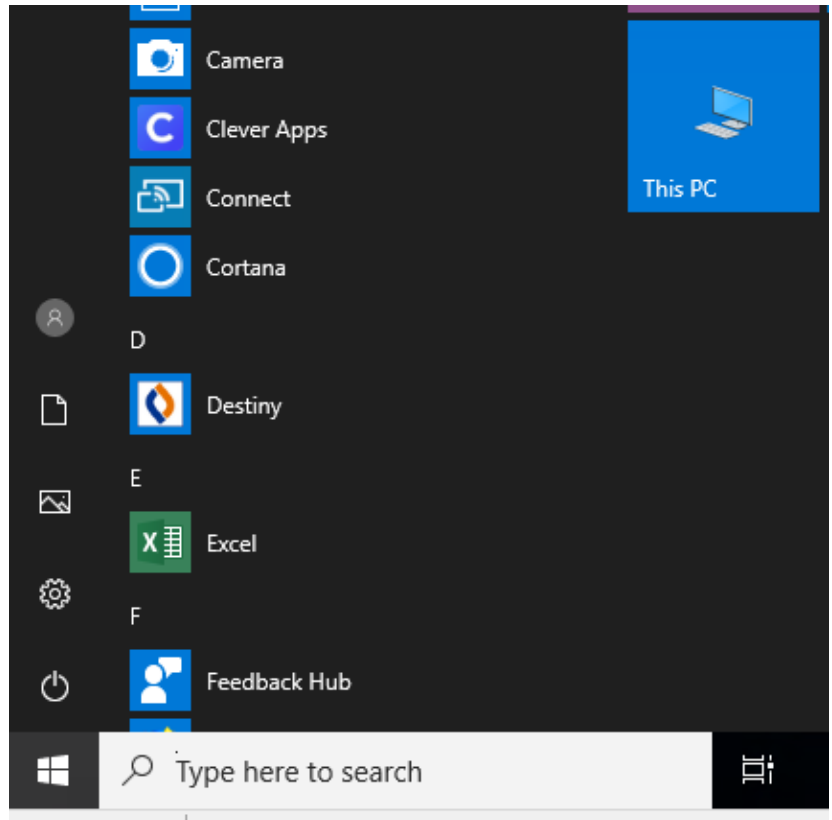 Camera
Clever Apps
Connect
Cortana
D
Destiny
E
Excel
F
Feedback Hub
This PC
Type here to search